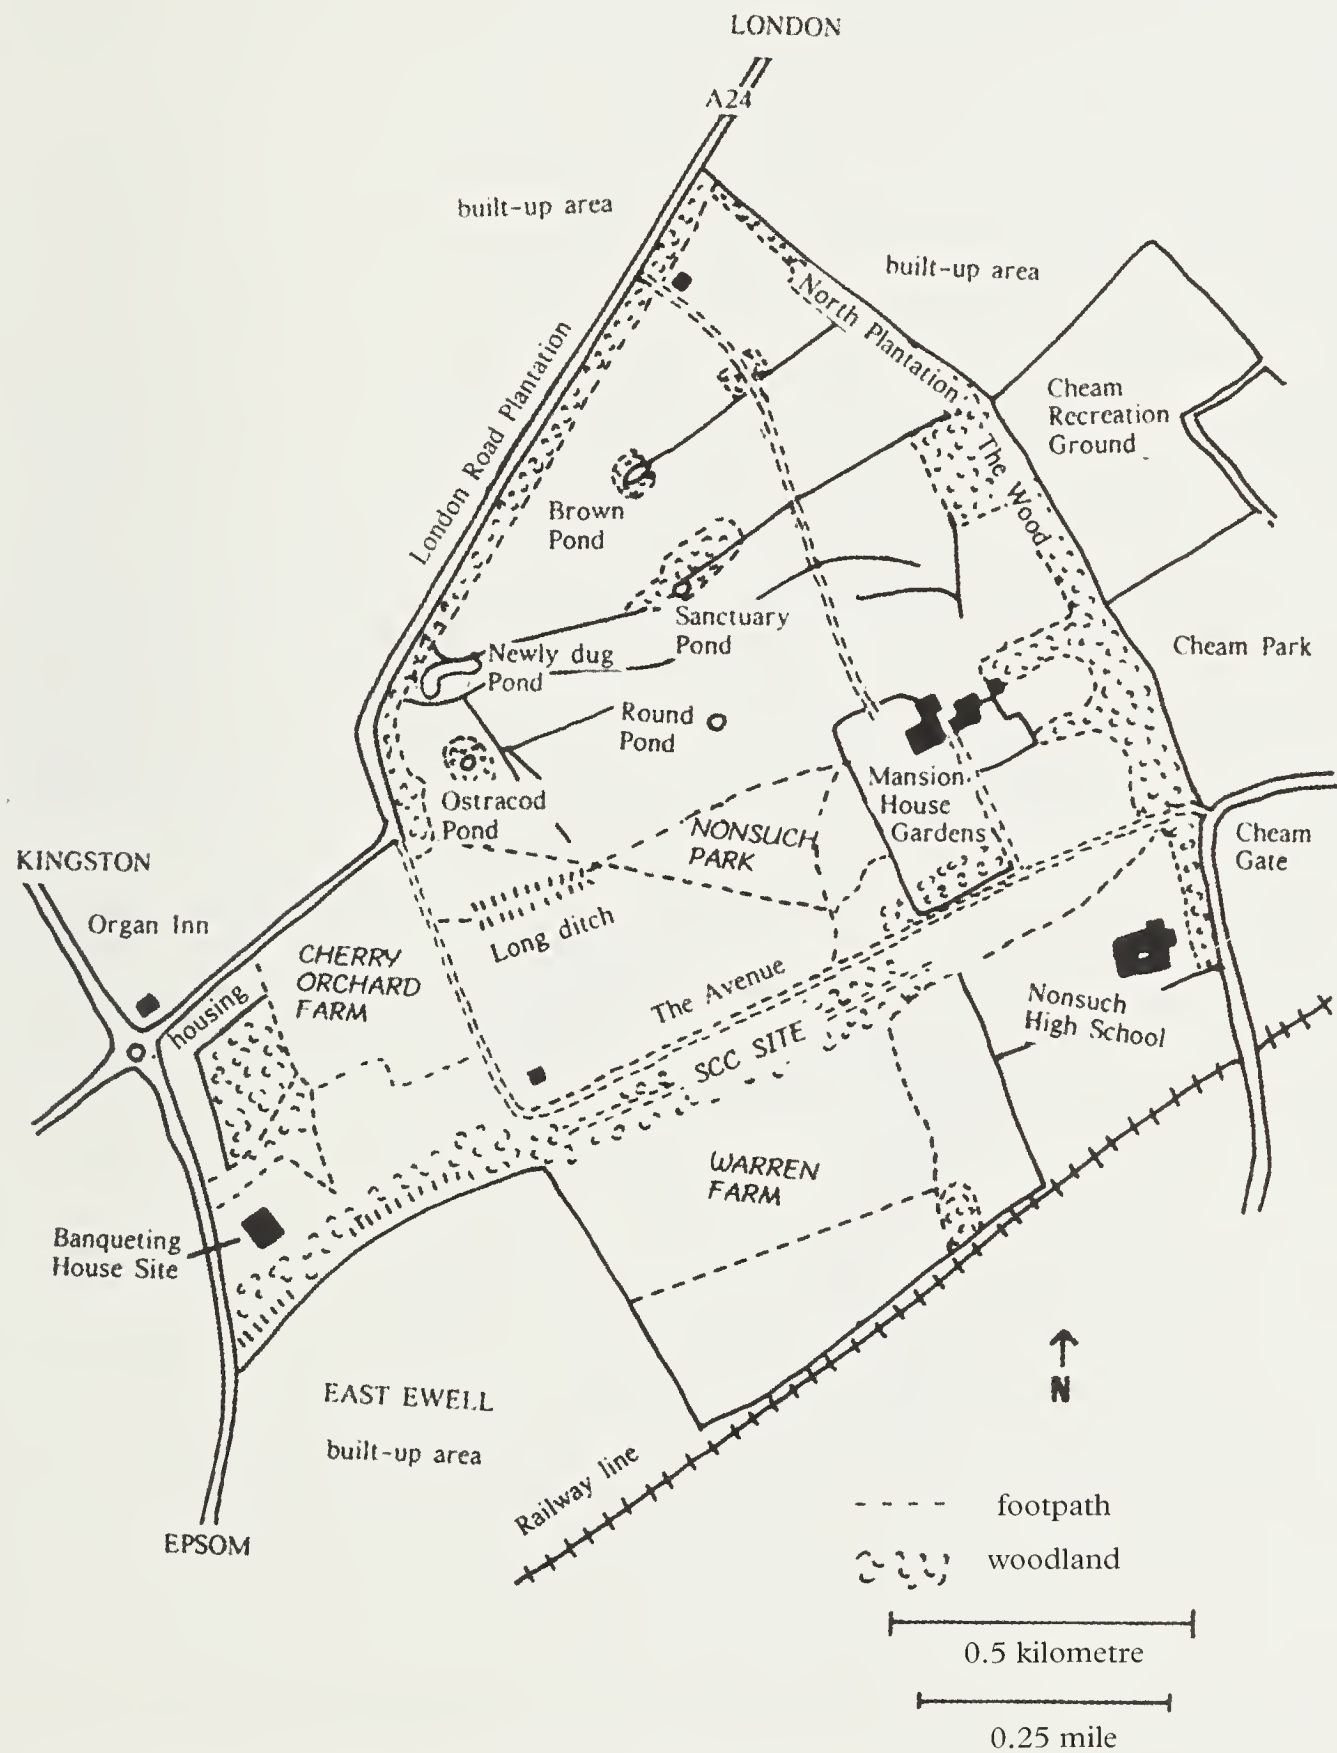 LONDON
A24
built-up area
built-up area
North Plantation
London Road Plantation
Cheam
Recreation
Ground
The Wood
Brown
Pond
Sanctuary
Pond
Cheam Park
Newly dug
Pond
Round
Pond
Mansion
House
Gardens
Ostracod
Pond
NONSUCH
PARK
Cheam
Gate
KINGSTON
Organ Inn
Long ditch
CHERRY
ORCHARD
FARM
housing
The Avenue
Nonsuch
High School
SCC SITE
WARREN
FARM
Banqueting
House Site
EAST EWELL
built-up area
N
Railway line
EPSOM
footpath
woodland
0.5 kilometre
0.25 mile